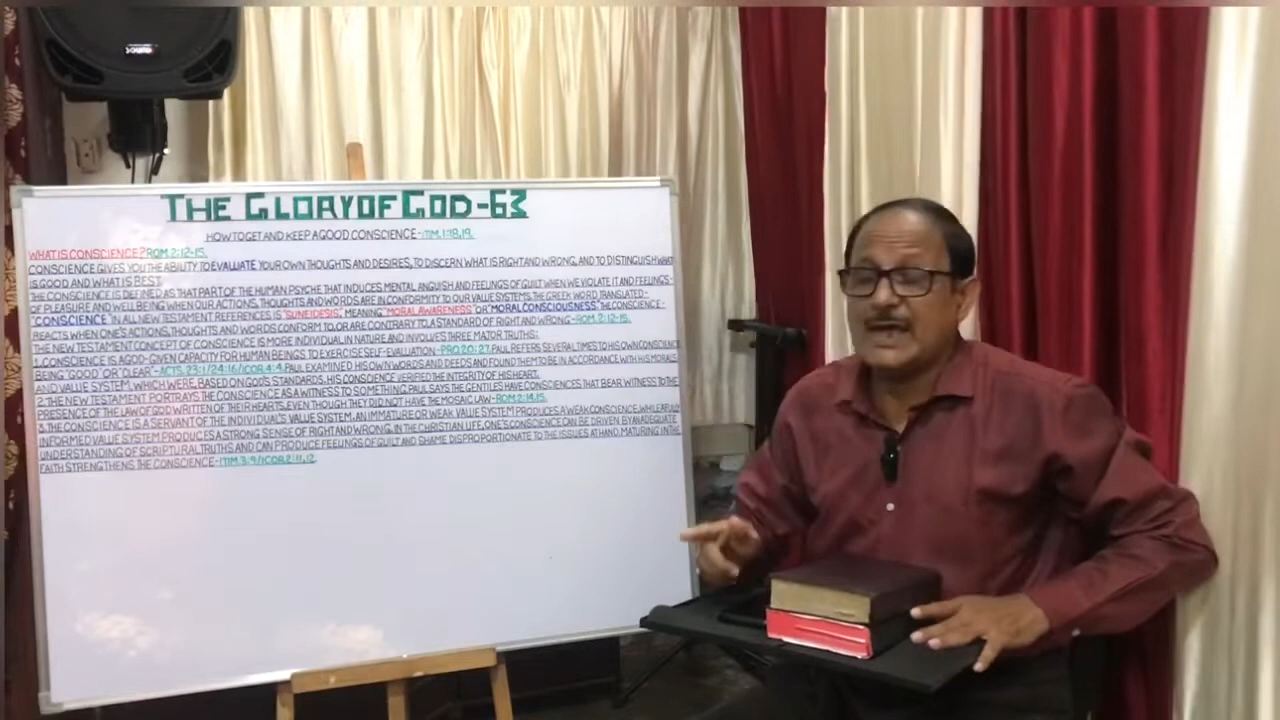 THE GLORY OF GOD-63
HOW TO GET AND KEEP A GOOD CONSCIENCE-1TIM.1:18,19.
WHAT IS CONSCIENCE? ROM.2:12-15.
CONSCIENCE GIVES YOU THE ABILITY TO EVALUATE YOUR OWN THOUGHTS AND DESIRES, TO DISCERN WHAT IS RIGHT AND WRONG, AND TO DISTINGUISH WHAT
IS GOOD AND WHAT IS BEST.
THE CONSCIENCE IS DEFINED AS THAT PART OF THE HUMAN PSYCHE THAT INDUCES MENTAL ANGUISH AND FEELINGS OF GUILT WHEN WE VIOLATE IT AND FEELINGS-
OF PLEASURE AND WELL BEING WHEN OUR ACTIONS, THOUGHTS AND WORDS ARE IN CONFORMITY TO OUR VALUE SYSTEMS. THE GREEK WORD TRANSLATED-
"CONSCIENCE" IN ALL NEW TESTAMENT REFERENCES IS "SUNEIDESIS", MEANING "MORAL AWARENESS" OR "MORAL CONSCIOUSNESS". THE CONSCIENCE-
REACTS WHEN ONE'S ACTIONS, THOUGHTS AND WORDS CONFORM TO, OR ARE CONTRARY TO, A STANDARD OF RIGHT AND WRONG-ROM.2:12-15.
THE NEW TESTAMENT CONCEPT OF CONSCIENCE IS MORE INDIVIDUAL IN NATURE AND INVOLVES THREE MAJOR TRUTHS:
1. CONSCIENCE IS A GOD-GIVEN CAPACITY FOR HUMAN BEINGS TO EXERCISE SELF-EVALUATION-PRO.20:27. PAUL REFERS SEVERAL TIMES TO HIS OWN CONSCIENCE
BEING "GOOD" OR "CLEAR"-ACTS.23:1/24:16/1COR.4:4. PAUL EXAMINED HIS OWN WORDS AND DEEDS AND FOUND THEM TO BE IN ACCORDANCE WITH HIS MORALS
AND VALUE SYSTEM, WHICH WERE, BASED ON GOD'S STANDARDS. HIS CONSCIENCE VERIFIED THE INTEGRITY OF HIS HEART.
2. THE NEW TESTAMENT PORTRAYS THE CONSCIENCE AS A WITNESS TO SOMETHING. PAUL SAYS THE GENTILES HAVE CONSCIENCES THAT BEAR WITNESS TO THE
PRESENCE OF THE LAW OF GOD WRITTEN OF THEIR HEARTS, EVEN THOUGH THEY DID NOT HAVE THE MOSAIC LAW-ROM.2:14,15.
3. THE CONSCIENCE IS A SERVANT OF THE INDIVIDUAL'S VALUE SYSTEM. AN IMMATURE OR WEAK VALUE SYSTEM PRODUCES A WEAK CONSCIENCE, WHILE A FULLY
INFORMED VALUE SYSTEM PRODUCES A STRONG SENSE OF RIGHT AND WRONG. IN THE CHRISTIAN LIFE, ONE'S CONSCIENCE CAN BE DRIVEN BY AN ADEQUATE
UNDERSTANDING OF SCRIPTURAL TRUTHS AND CAN PRODUCE FEELINGS OF GUILT AND SHAME DISPROPORTIONATE TO THE ISSUES AT HAND. MATURING IN THE
FAITH STRENGTHENS THE CONSCIENCE-1TIM.3:9/1COR.2:11,12.